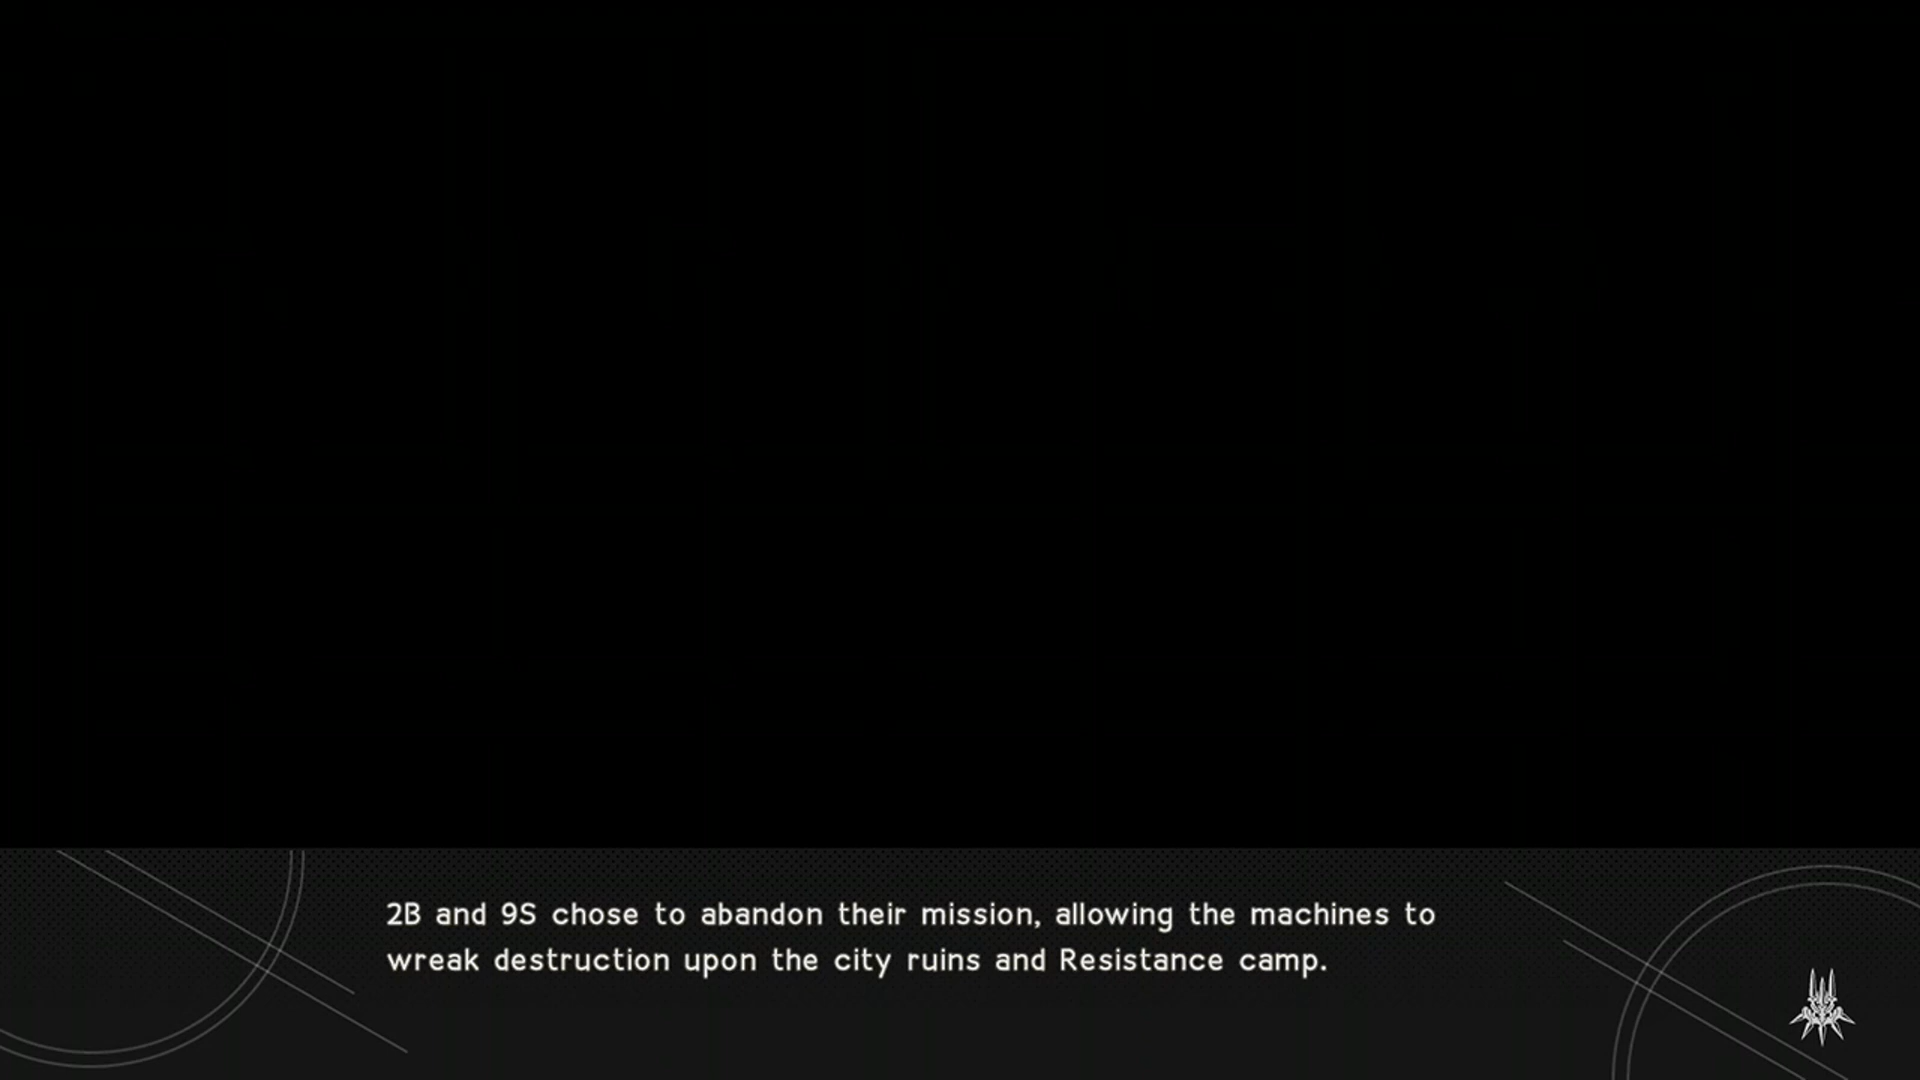 2B and 9S chose to abandon their mission, allowing the machines to
wreak destruction upon the city ruins and Resistance camp.